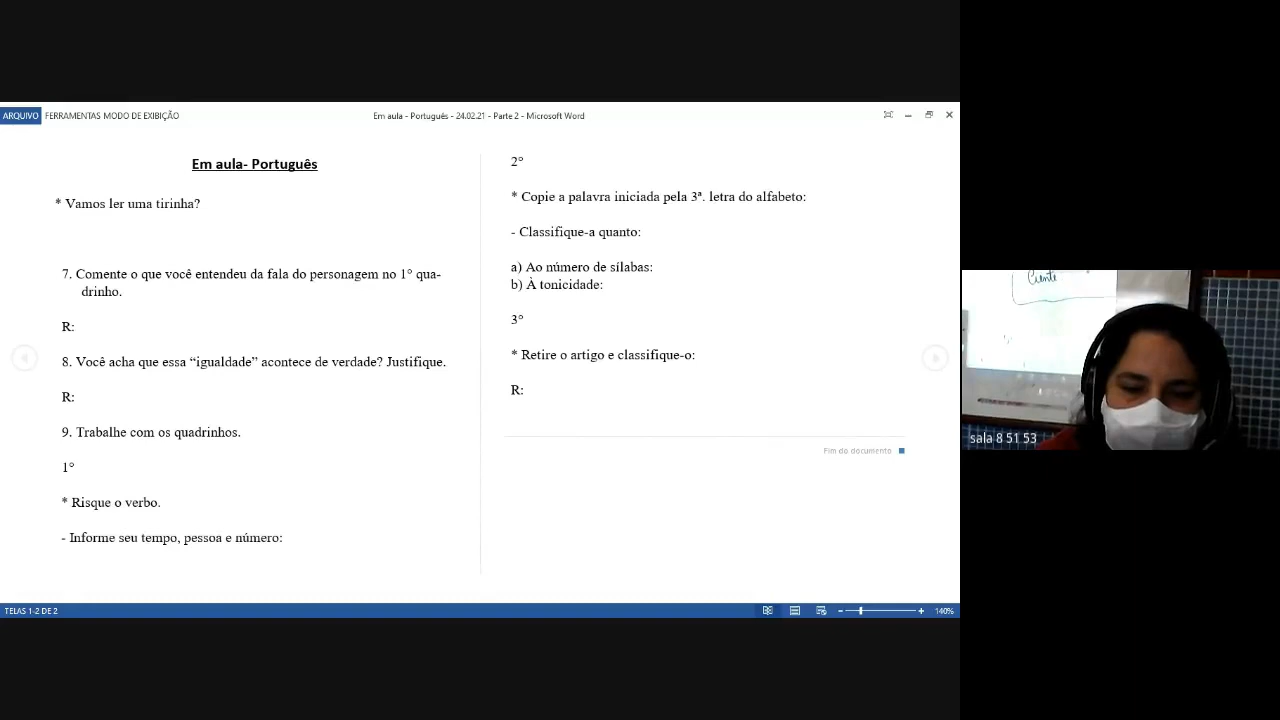 ARQUIVO FERRAMENTAS MODO DE EXIBIÇÃO
Em aula - Português - 24.02.21 - Parte 2 - Microsoft Word
Em aula- Português
* Vamos ler uma tirinha?
7. Comente o que você entendeu da fala do personagem no 1° qua-
drinho.
R:
8. Você acha que essa “igualdade” acontece de verdade? Justifique.
R:
9. Trabalhe com os quadrinhos.
1°
* Risque o verbo.
- Informe seu tempo, pessoa e número:
2°
* Copie a palavra iniciada pela 3ª. letra do alfabeto:
- Classifique-a quanto:
a) Ao número de sílabas:
b) À tonicidade:
3°
* Retire o artigo e classifique-o:
R:
Fim do documento
TELAS 1-2 DE 2
140%
Ciente
sala 8 51 53